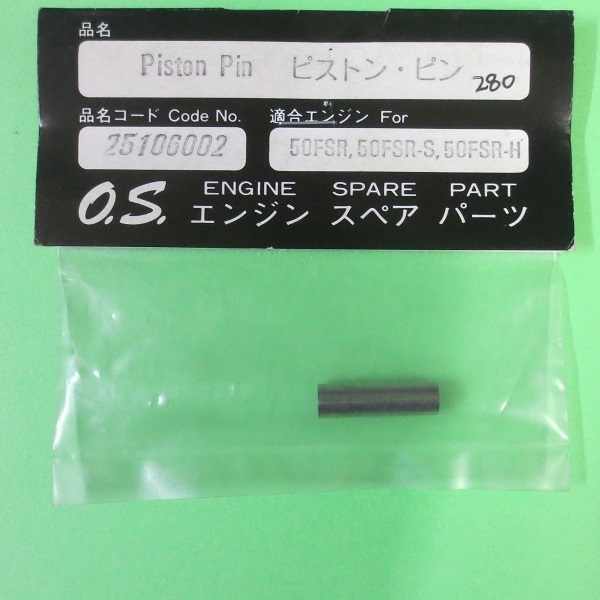 品名
Piston Pin ピストン・ピン 280
品名コード Code No. 適合エンジン For
25106002 50FSR, 50FSR-S, 50FSR-H
O.S. ENGINE SPARE PART
エンジン スペア パーツ